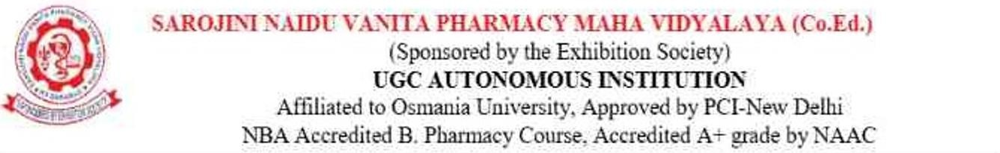 SAROJINI NAIDU VANITA PHARMACY MAHA VIDYALAYA (Co.Ed.)
(Sponsored by the Exhibition Society)
UGC AUTONOMOUS INSTITUTION
Affiliated to Osmania University, Approved by PCI-New Delhi
NBA Accredited B. Pharmacy Course, Accredited A+ grade by NAAC